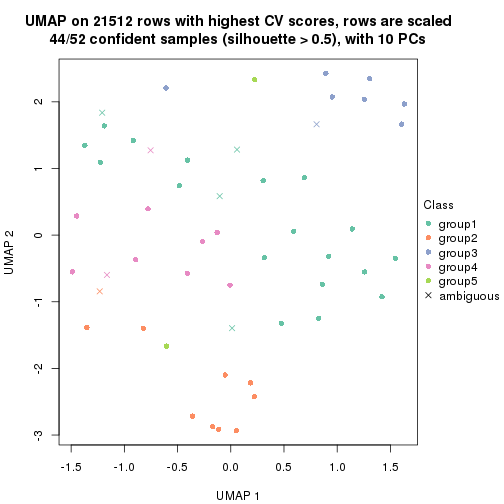 UMAP on 21512 rows with highest CV scores, rows are scaled
44/52 confident samples (silhouette > 0.5), with 10 PCs
2
1
0
-1
-2
-3
UMAP 2
-1.5 -1.0 -0.5 0.0 0.5 1.0 1.5
UMAP 1
Class
group1
group2
group3
group4
group5
ambiguous